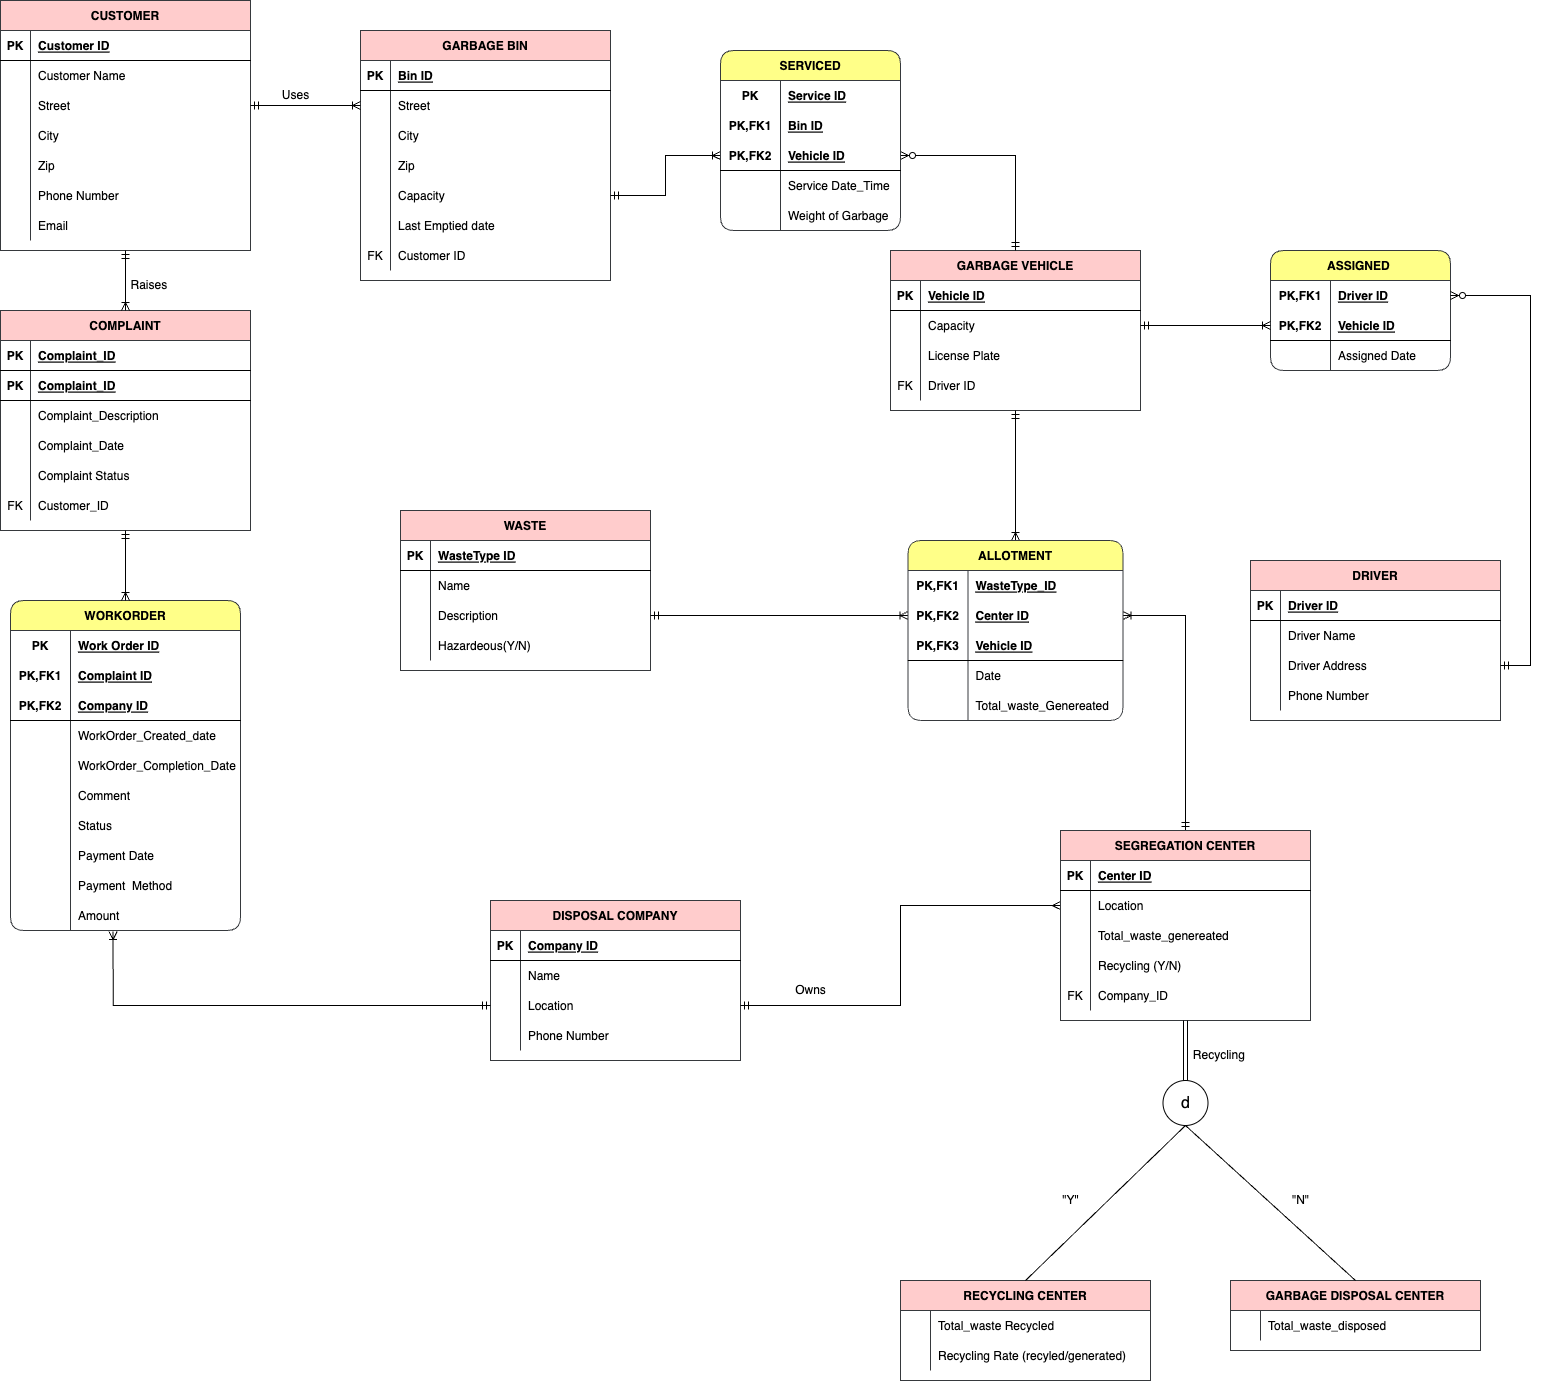 CUSTOMER
PK Customer ID
Customer Name
Street
City
Zip
Phone Number
Email
Uses
GARBAGE BIN
PK Bin ID
Street
City
Zip
Capacity
Last Emptied date
FK Customer ID
SERVICED
PK Service ID
PK,FK1 Bin ID
PK,FK2 Vehicle ID
Service Date_Time
Weight of Garbage
GARBAGE VEHICLE
PK Vehicle ID
Capacity
License Plate
FK Driver ID
ASSIGNED
PK,FK1 Driver ID
PK,FK2 Vehicle ID
Assigned Date
Raises
COMPLAINT
PK Complaint_ID
PK Complaint_ID
Complaint_Description
Complaint_Date
Complaint Status
FK Customer_ID
WASTE
PK WasteType ID
Name
Description
Hazardeous(Y/N)
ALLOTMENT
PK,FK1 WasteType_ID
PK,FK2 Center ID
PK,FK3 Vehicle ID
Date
Total_waste_Genereated
DRIVER
PK Driver ID
Driver Name
Driver Address
Phone Number
WORKORDER
PK Work Order ID
PK,FK1 Complaint ID
PK,FK2 Company ID
WorkOrder_Created_date
WorkOrder_Completion_Date
Comment
Status
Payment Date
Payment  Method
Amount
DISPOSAL COMPANY
PK Company ID
Name
Location
Phone Number
Owns
SEGREGATION CENTER
PK Center ID
Location
Total_waste_genereated
Recycling (Y/N)
FK Company_ID
Recycling
d
"Y"
"N"
RECYCLING CENTER
Total_waste Recycled
Recycling Rate (recyled/generated)
GARBAGE DISPOSAL CENTER
Total_waste_disposed